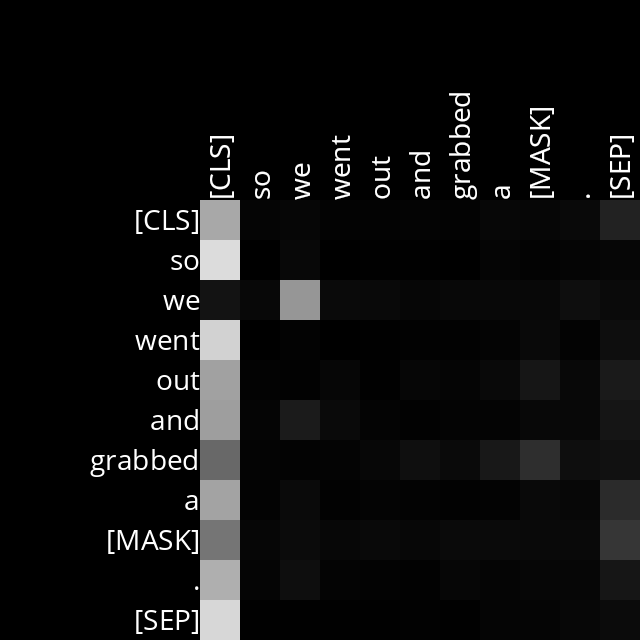 [CLS] so we went out and grabbed a [MASK] . [SEP]
[CLS]
so
we
went
out
and
grabbed
a
[MASK]
.
[SEP]